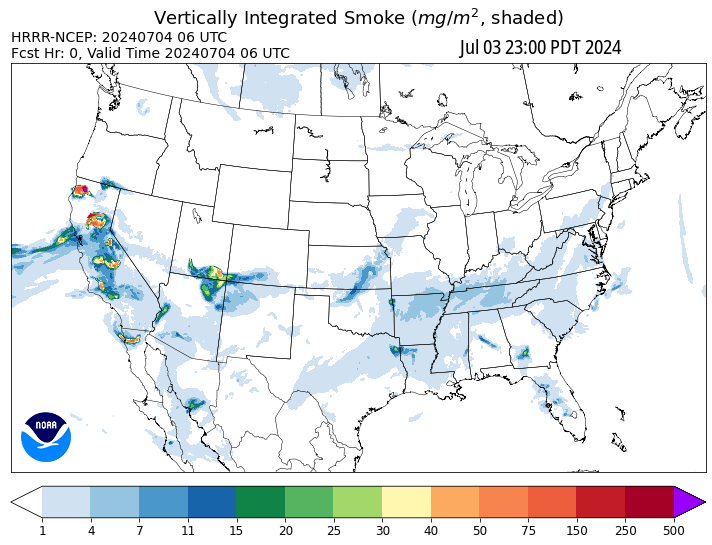 Vertically Integrated Smoke (mg/m², shaded)
HRRR-NCEP: 20240704 06 UTC
Fcst Hr: 0, Valid Time 20240704 06 UTC
Jul 03 23:00 PDT 2024
NOAA
1 4 7 11 15 20 25 30 40 50 75 150 250 500